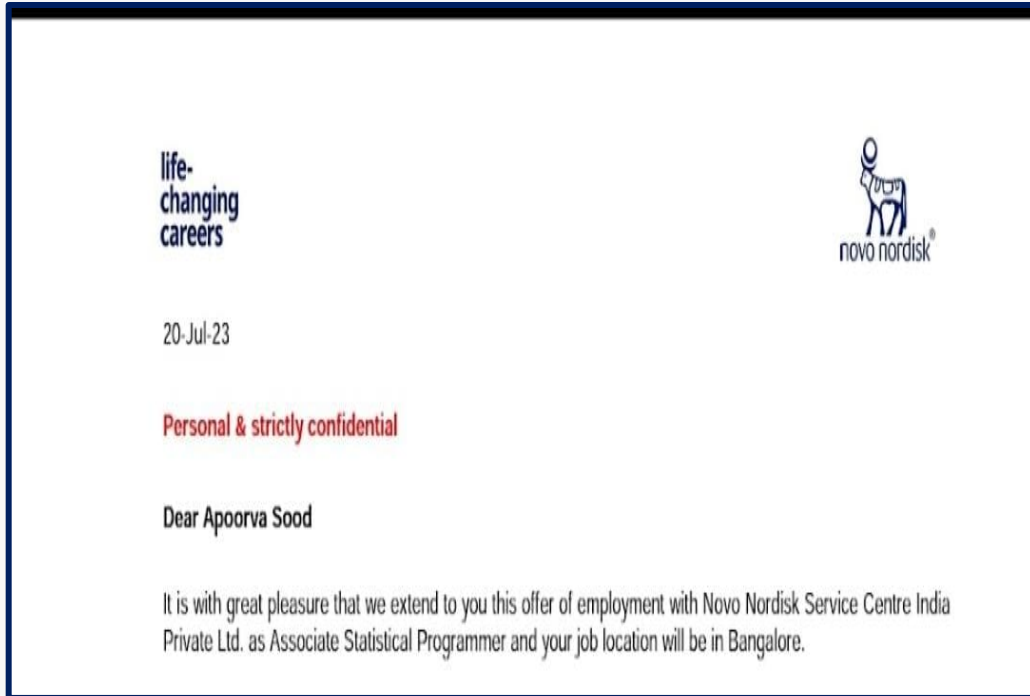 life-
changing
careers
novo nordisk®
20-Jul-23
Personal & strictly confidential
Dear Apoorva Sood
It is with great pleasure that we extend to you this offer of employment with Novo Nordisk Service Centre India
Private Ltd. as Associate Statistical Programmer and your job location will be in Bangalore.